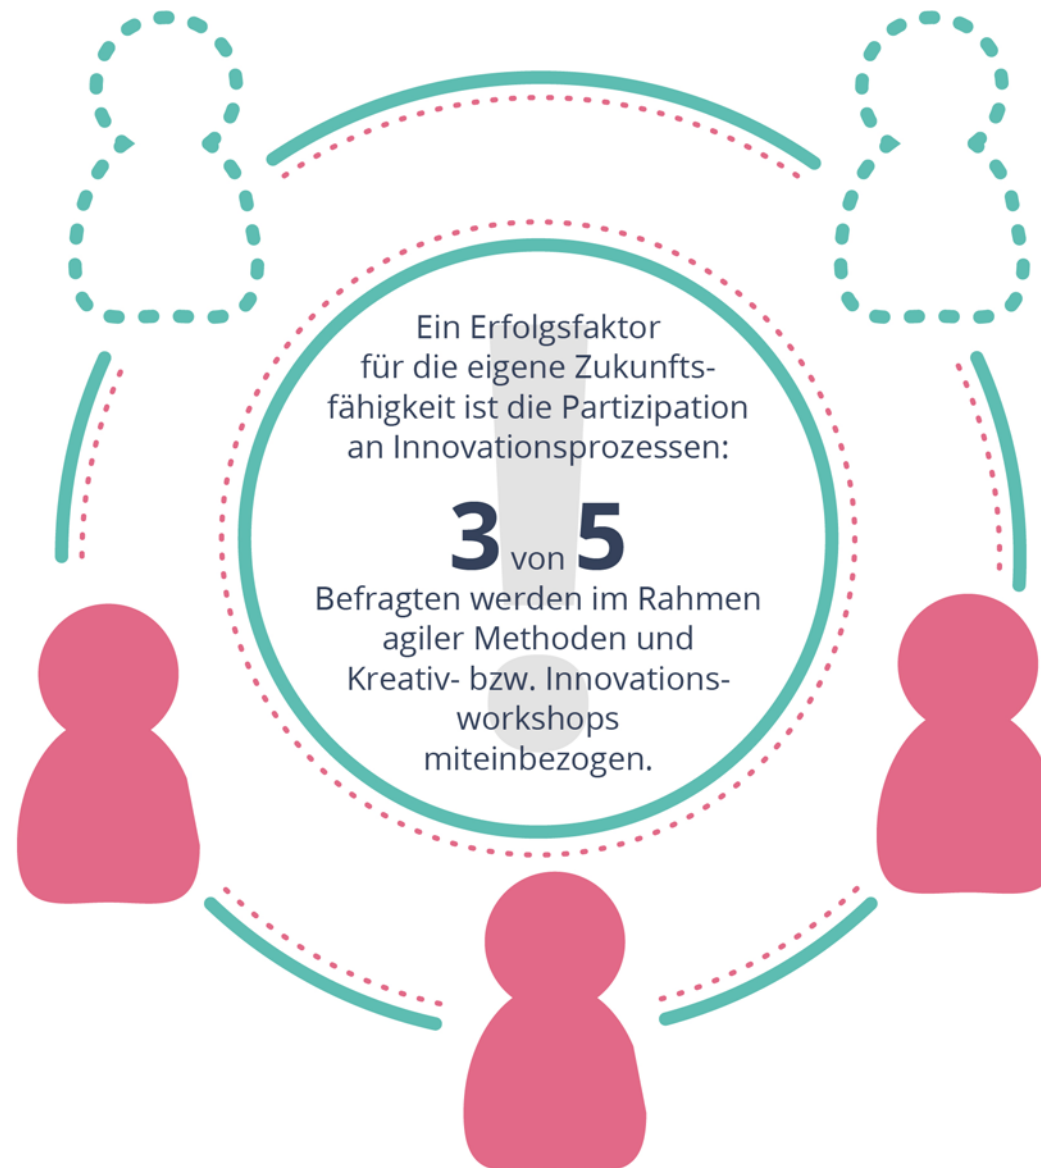 Ein Erfolgsfaktor
für die eigene Zukunfts-
fähigkeit ist die Partizipation
an Innovationsprozessen:
3 von 5
Befragten werden im Rahmen
agiler Methoden und
Kreativ- bzw. Innovations-
workshops
miteinbezogen.